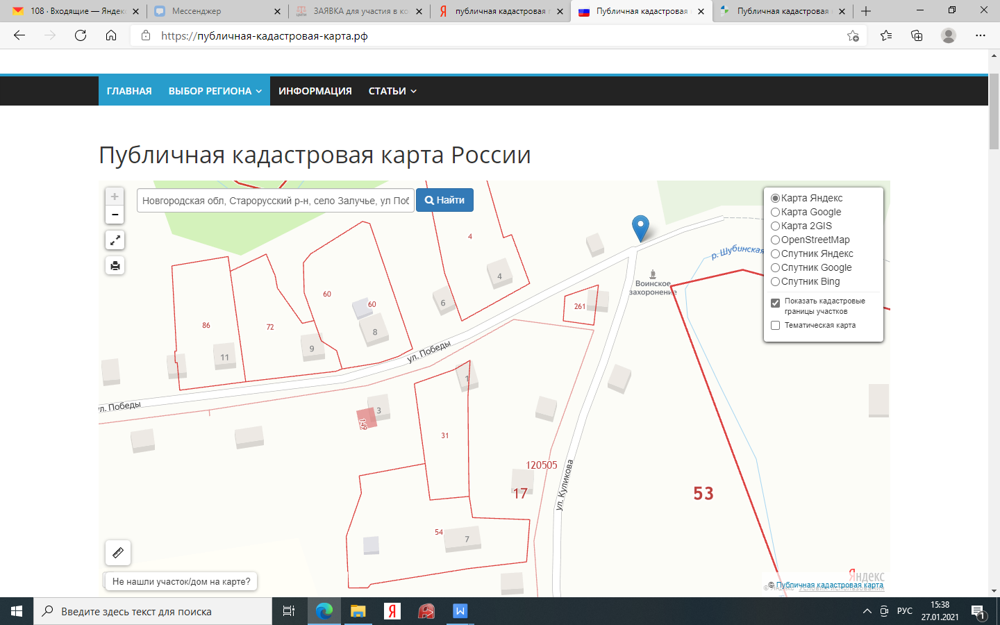 108 · Входящие — Яндек
Мессенджер
ЗАЯВКА для участия в ко
публичная кадастровая
Публичная кадастровая
Публичная кадастровая
https://публичная-кадастровая-карта.рф
ГЛАВНАЯ
ВЫБОР РЕГИОНА
ИНФОРМАЦИЯ
СТАТЬИ
Публичная кадастровая карта России
Новгородская обл, Старорусский р-н, село Залучье, ул Поб
Найти
Карта Яндекс
Карта Google
Карта 2GIS
OpenStreetMap
Спутник Яндекс
Спутник Google
Спутник Bing
Показать кадастровые
границы участков
Тематическая карта
р. Шубинская
Воинское
захоронение
4
4
6
261
60
60
8
86
72
9
11
ул. Победы
ул. Победы
1
3
149
31
120505
17
53
ул. Куликова
54
7
Не нашли участок/дом на карте?
Яндекс
© Публичная кадастровая карта
© Яндекс Условия использования
Введите здесь текст для поиска
РУС
15:38
27.01.2021
1